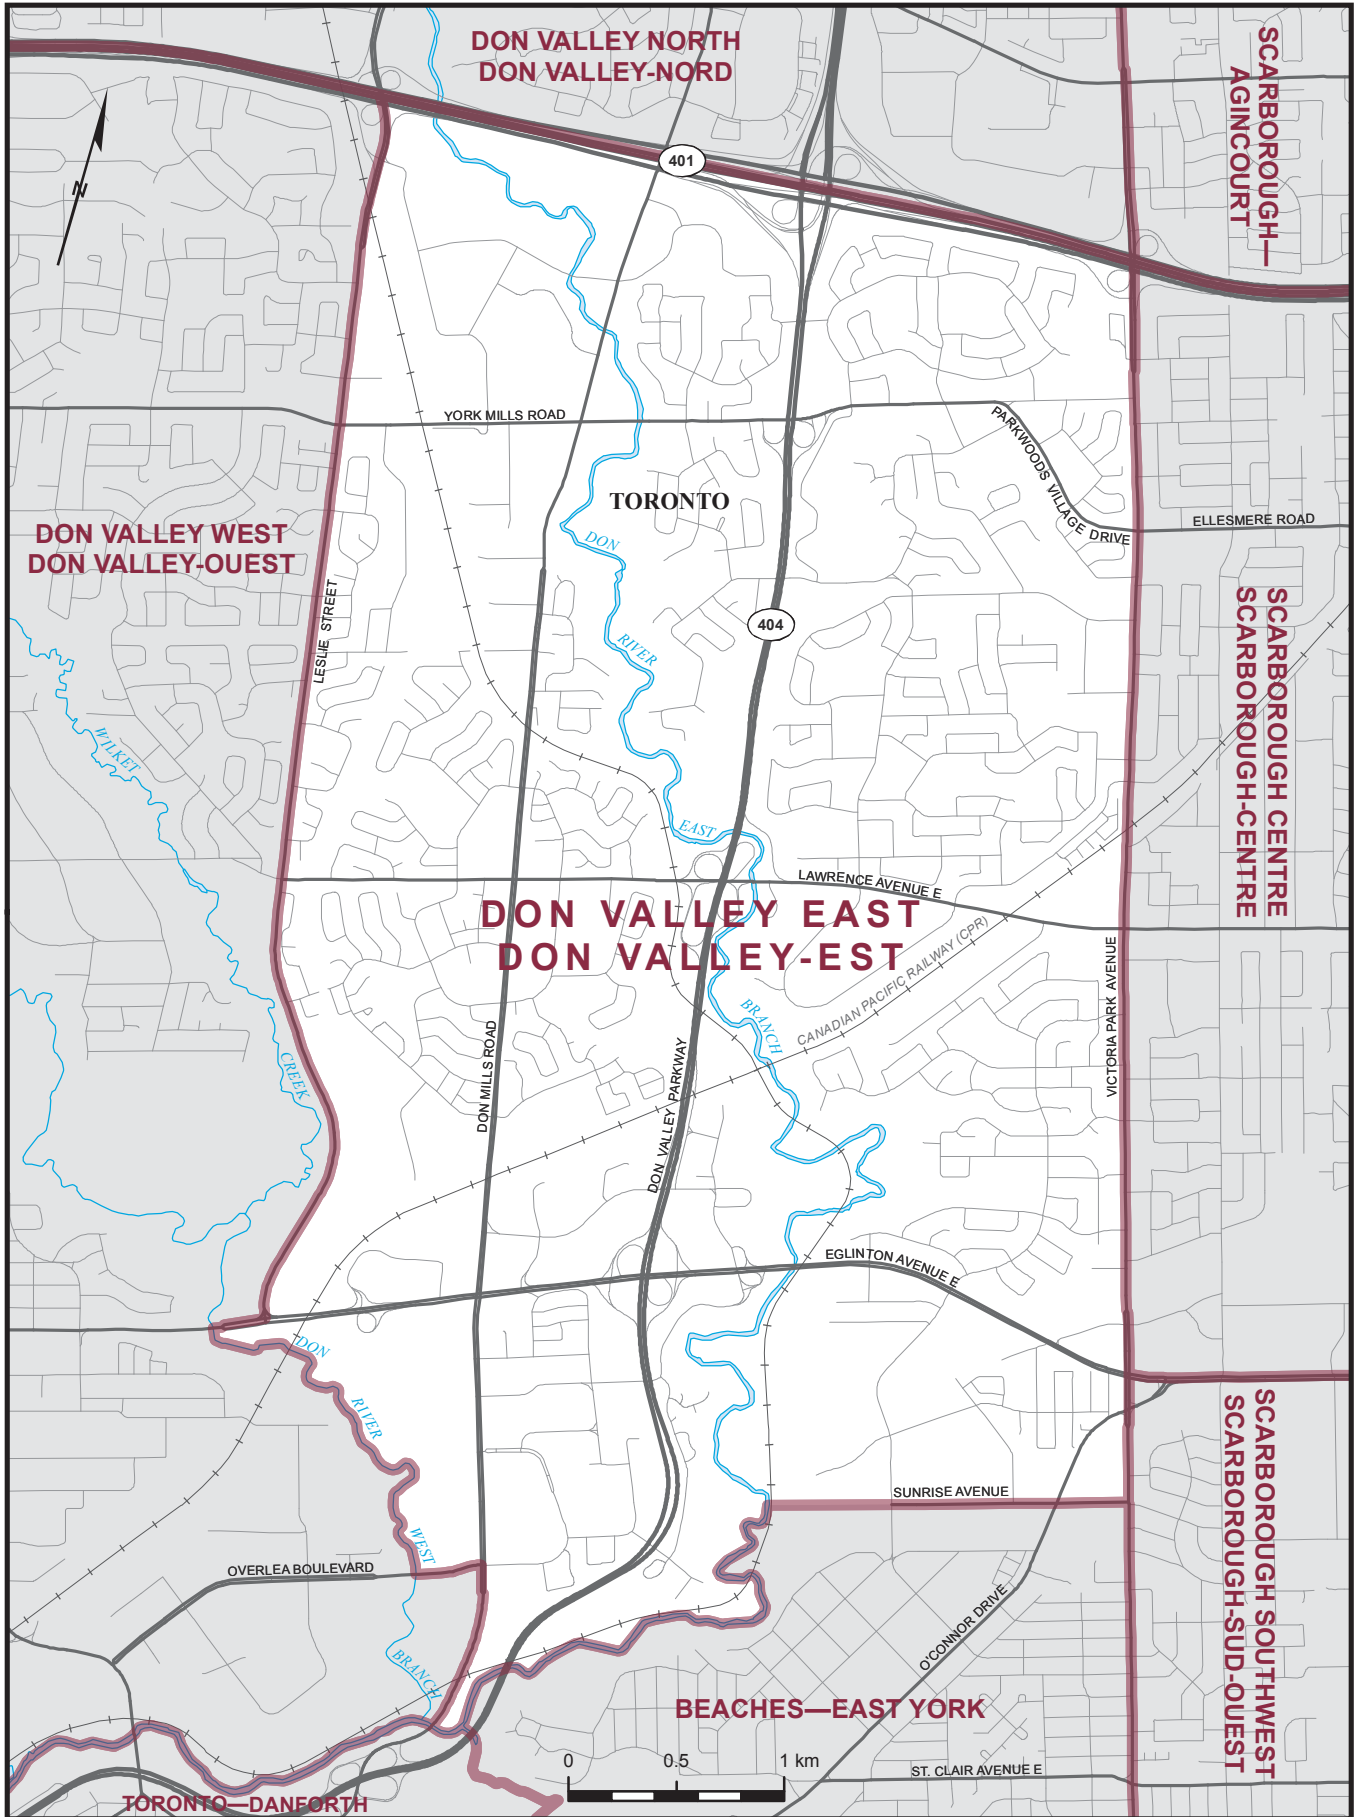 DON VALLEY NORTH
DON VALLEY-NORD
SCARBOROUGH—
AGINCOURT
401
N
YORK MILLS ROAD
PARKWOODS VILLAGE DRIVE
ELLESMERE ROAD
TORONTO
DON VALLEY WEST
DON VALLEY-OUEST
DON
RIVER
EAST
BRANCH
404
LESLIE STREET
SCARBOROUGH CENTRE
SCARBOROUGH-CENTRE
WILKET
CREEK
LAWRENCE AVENUE E
DON VALLEY EAST
DON VALLEY-EST
CANADIAN PACIFIC RAILWAY (CPR)
VICTORIA PARK AVENUE
DON MILLS ROAD
DON VALLEY PARKWAY
EGLINTON AVENUE E
DON
RIVER
WEST
BRANCH
SUNRISE AVENUE
SCARBOROUGH SOUTHWEST
SCARBOROUGH-SUD-OUEST
OVERLEA BOULEVARD
O'CONNOR DRIVE
BEACHES—EAST YORK
0 0.5 1 km
ST. CLAIR AVENUE E
TORONTO—DANFORTH